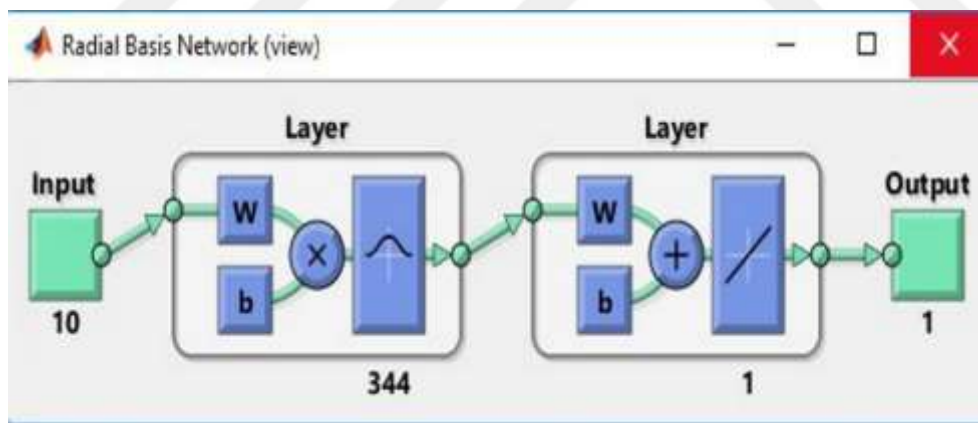 Radial Basis Network (view)
Layer
Layer
Input
Output
W
b
W
b
10
344
1
1